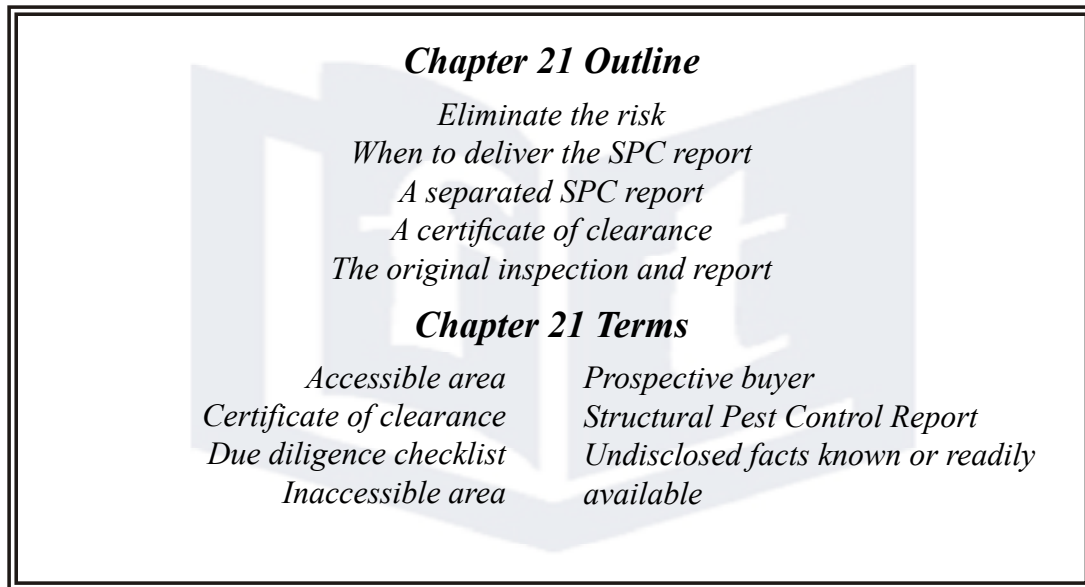 Chapter 21 Outline
Eliminate the risk
When to deliver the SPC report
A separated SPC report
A certificate of clearance
The original inspection and report
Chapter 21 Terms
Accessible area
Certificate of clearance
Due diligence checklist
Inaccessible area
Prospective buyer
Structural Pest Control Report
Undisclosed facts known or readily
available
ft